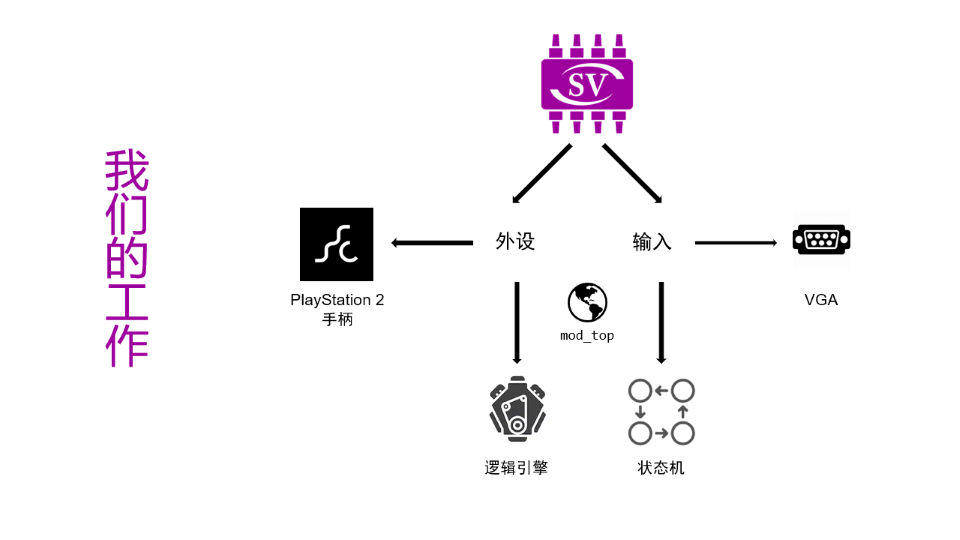 我们的工作
SV
外设
输入
PlayStation 2
手柄
mod_top
VGA
逻辑引擎
状态机